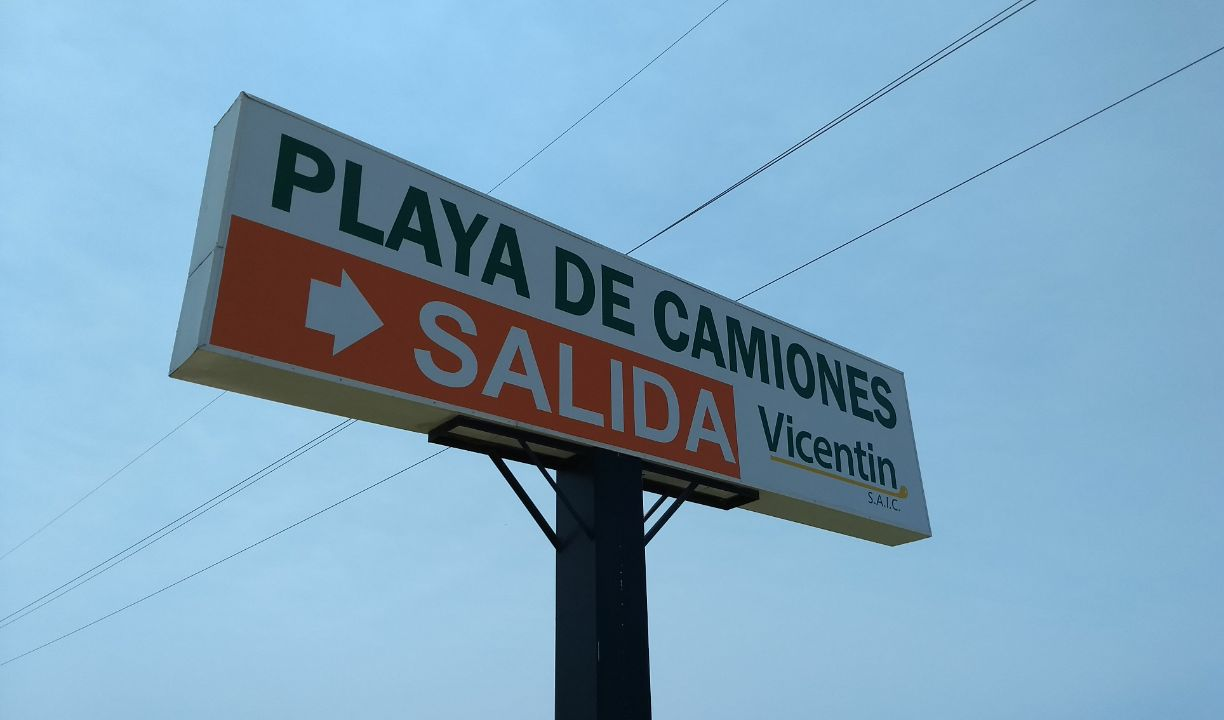 PLAYA DE CAMIONES
SALIDA
Vicentin
S.A.I.C.